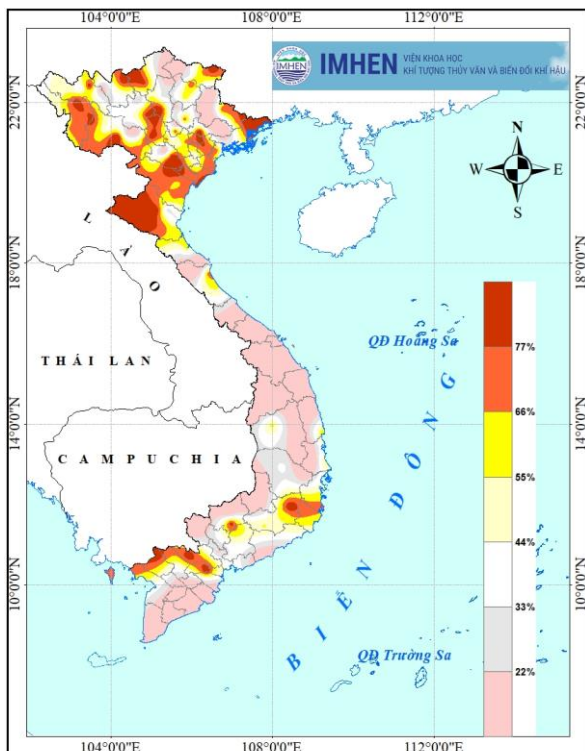 104°0'0"E 108°0'0"E 112°0'0"E
IMHEN VIỆN KHOA HỌC
KHÍ TƯỢNG THỦY VĂN VÀ BIẾN ĐỔI KHÍ HẬU
22°0'0"N 22°0'0"N
N
W E
S
LÀO
18°0'0"N 18°0'0"N
77%
QĐ Hoàng Sa
THÁI LAN
66%
14°0'0"N 14°0'0"N
55%
CAMPUCHIA
44%
10°0'0"N 10°0'0"N
33%
BIỂN ĐÔNG
QĐ Trường Sa
22%
104°0'0"E 108°0'0"E 112°0'0"E